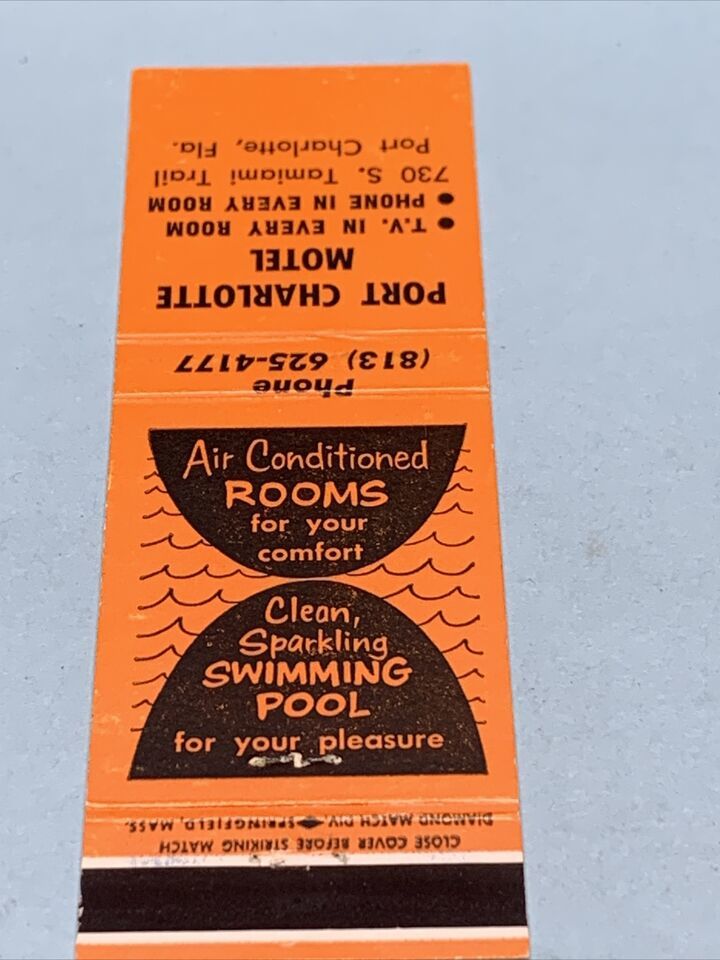 PORT CHARLOTTE
MOTEL
● T.V. IN EVERY ROOM
● PHONE IN EVERY ROOM
730 S. Tamiami Trail
Port Charlotte, Fla.
Phone
(813) 625-4177
Air Conditioned
ROOMS
for your
comfort
Clean,
Sparkling
SWIMMING
POOL
for your pleasure
CLOSE COVER BEFORE STRIKING MATCH
DIAMOND MATCH DIV. SPRINGFIELD, MASS.